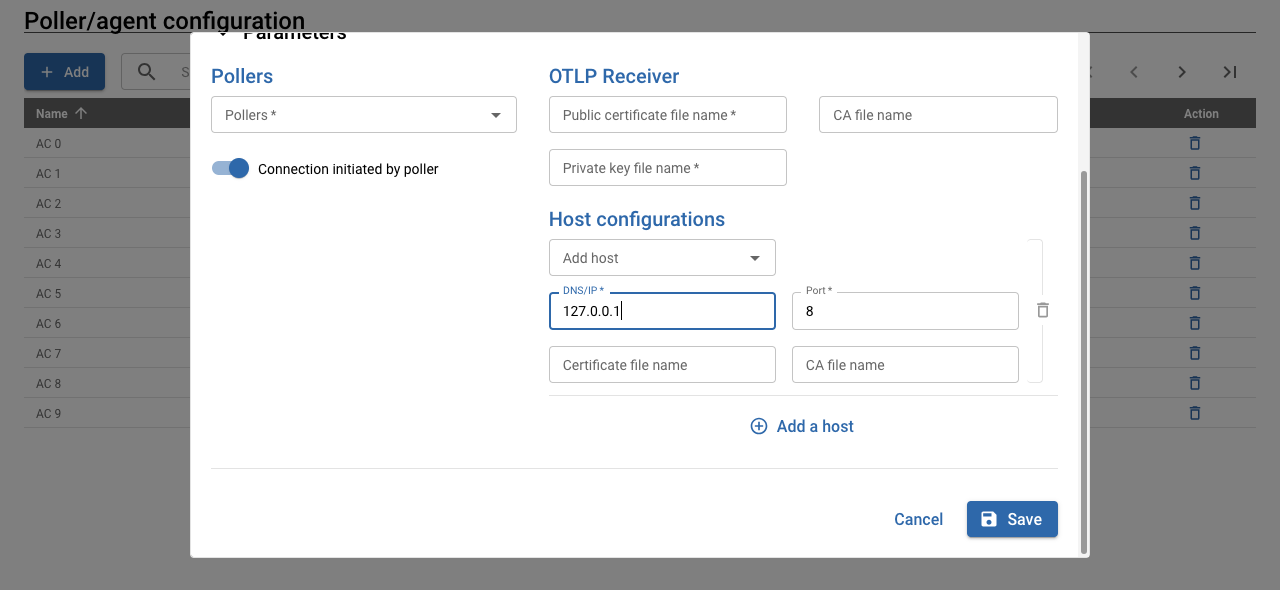 Poller/agent configuration
Parameters
Add
S
Name
Action
AC 0
AC 1
AC 2
AC 3
AC 4
AC 5
AC 6
AC 7
AC 8
AC 9
Pollers
Pollers *
Connection initiated by poller
OTLP Receiver
Public certificate file name *
CA file name
Private key file name *
Host configurations
Add host
DNS/IP *
127.0.0.1
Port *
8
Certificate file name
CA file name
Add a host
Cancel
Save